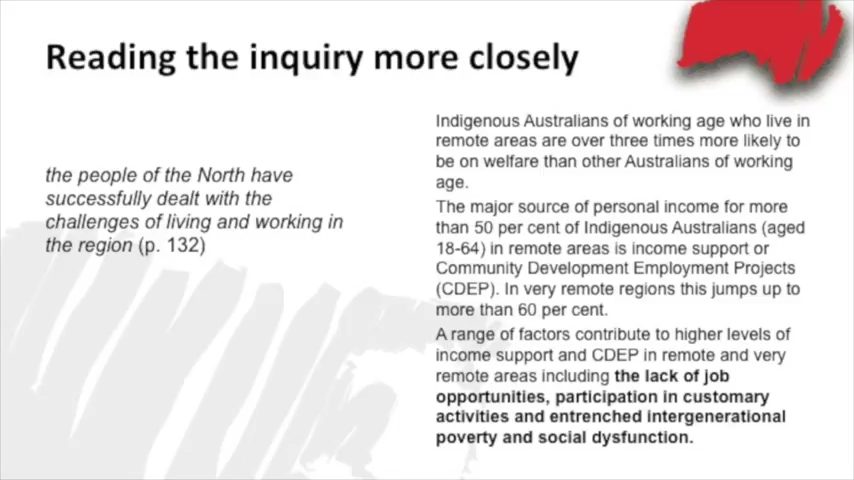 Reading the inquiry more closely
the people of the North have
successfully dealt with the
challenges of living and working in
the region (p. 132)
Indigenous Australians of working age who live in
remote areas are over three times more likely to
be on welfare than other Australians of working
age.
The major source of personal income for more
than 50 per cent of Indigenous Australians (aged
18-64) in remote areas is income support or
Community Development Employment Projects
(CDEP). In very remote regions this jumps up to
more than 60 per cent.
A range of factors contribute to higher levels of
income support and CDEP in remote and very
remote areas including the lack of job
opportunities, participation in customary
activities and entrenched intergenerational
poverty and social dysfunction.